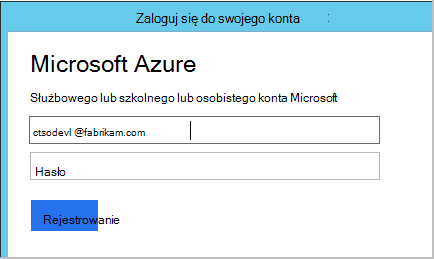 Zaloguj się do swojego konta
Microsoft Azure
Służbowego lub szkolnego lub osobistego konta Microsoft
ctsodevl @fabrikam.com
Hasło
Rejestrowanie